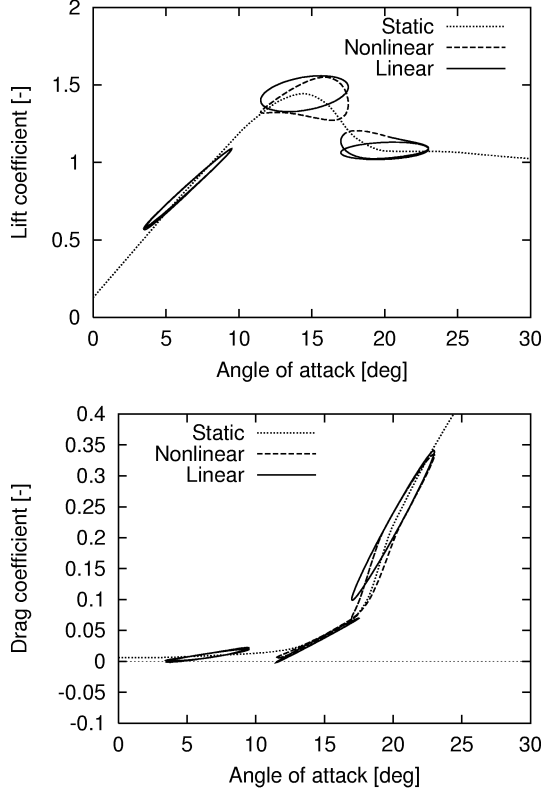 2
1.5
1
0.5
0
0 5 10 15 20 25 30
Lift coefficient [-]
Angle of attack [deg]
Static
Nonlinear
Linear
0.4
0.35
0.3
0.25
0.2
0.15
0.1
0.05
0
-0.05
-0.1
0 5 10 15 20 25 30
Drag coefficient [-]
Angle of attack [deg]
Static
Nonlinear
Linear